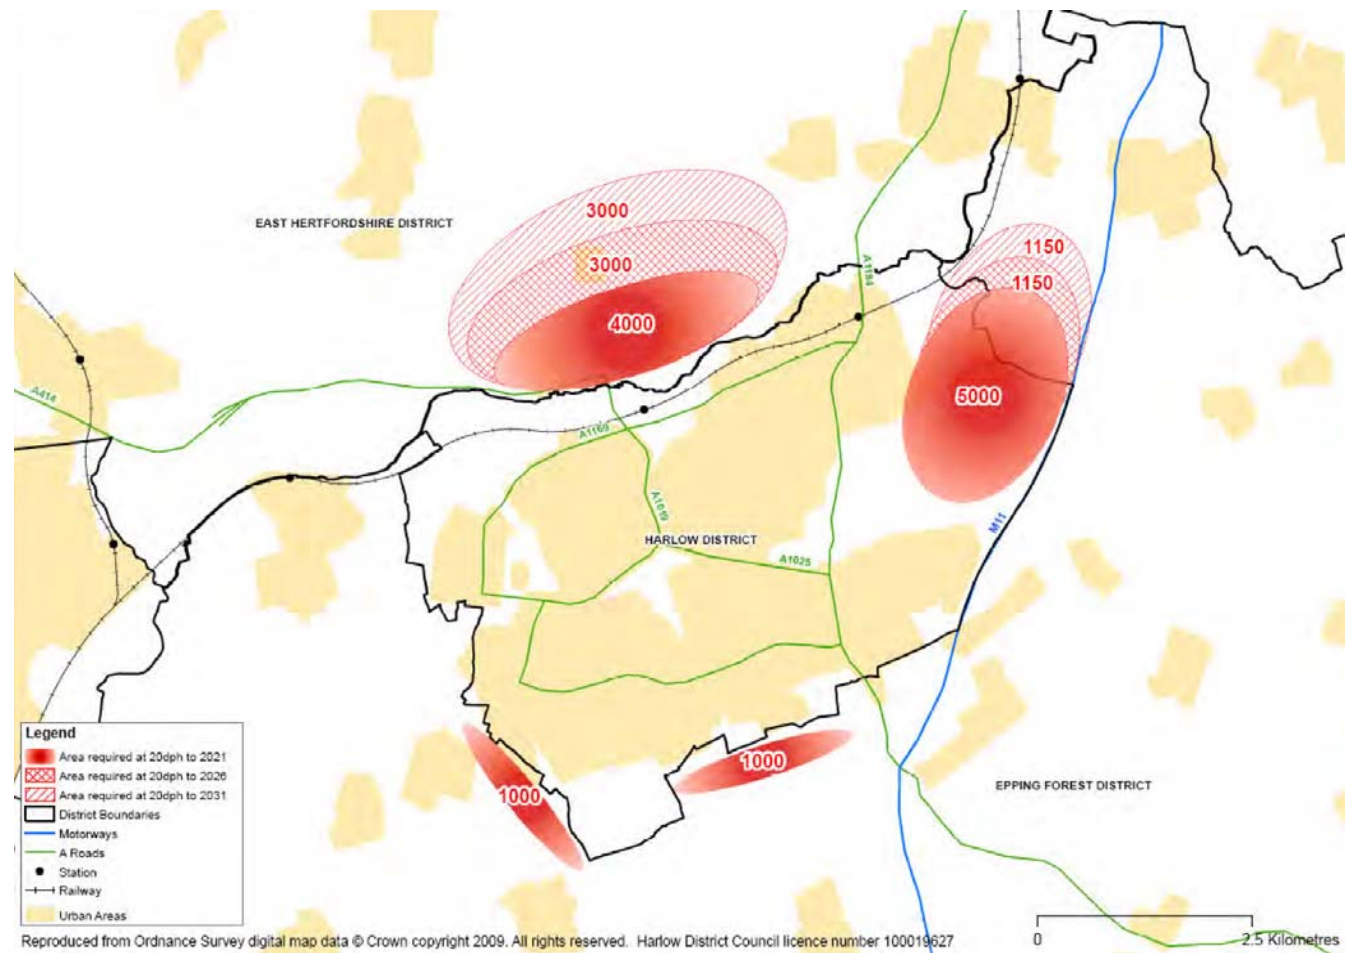 3000
EAST HERTFORDSHIRE DISTRICT
1150
3000
A1184
1150
4000
5000
A414
A1169
A1019
M11
HARLOW DISTRICT
A1025
Legend
Area required at 20dph to 2021
Area required at 20dph to 2026
Area required at 20dph to 2031
District Boundaries
Motorways
A Roads
Station
Railway
Urban Areas
1000
1000
EPPING FOREST DISTRICT
0 2.5 Kilometres
Reproduced from Ordnance Survey digital map data © Crown copyright 2009. All rights reserved. Harlow District Council licence number 100019627